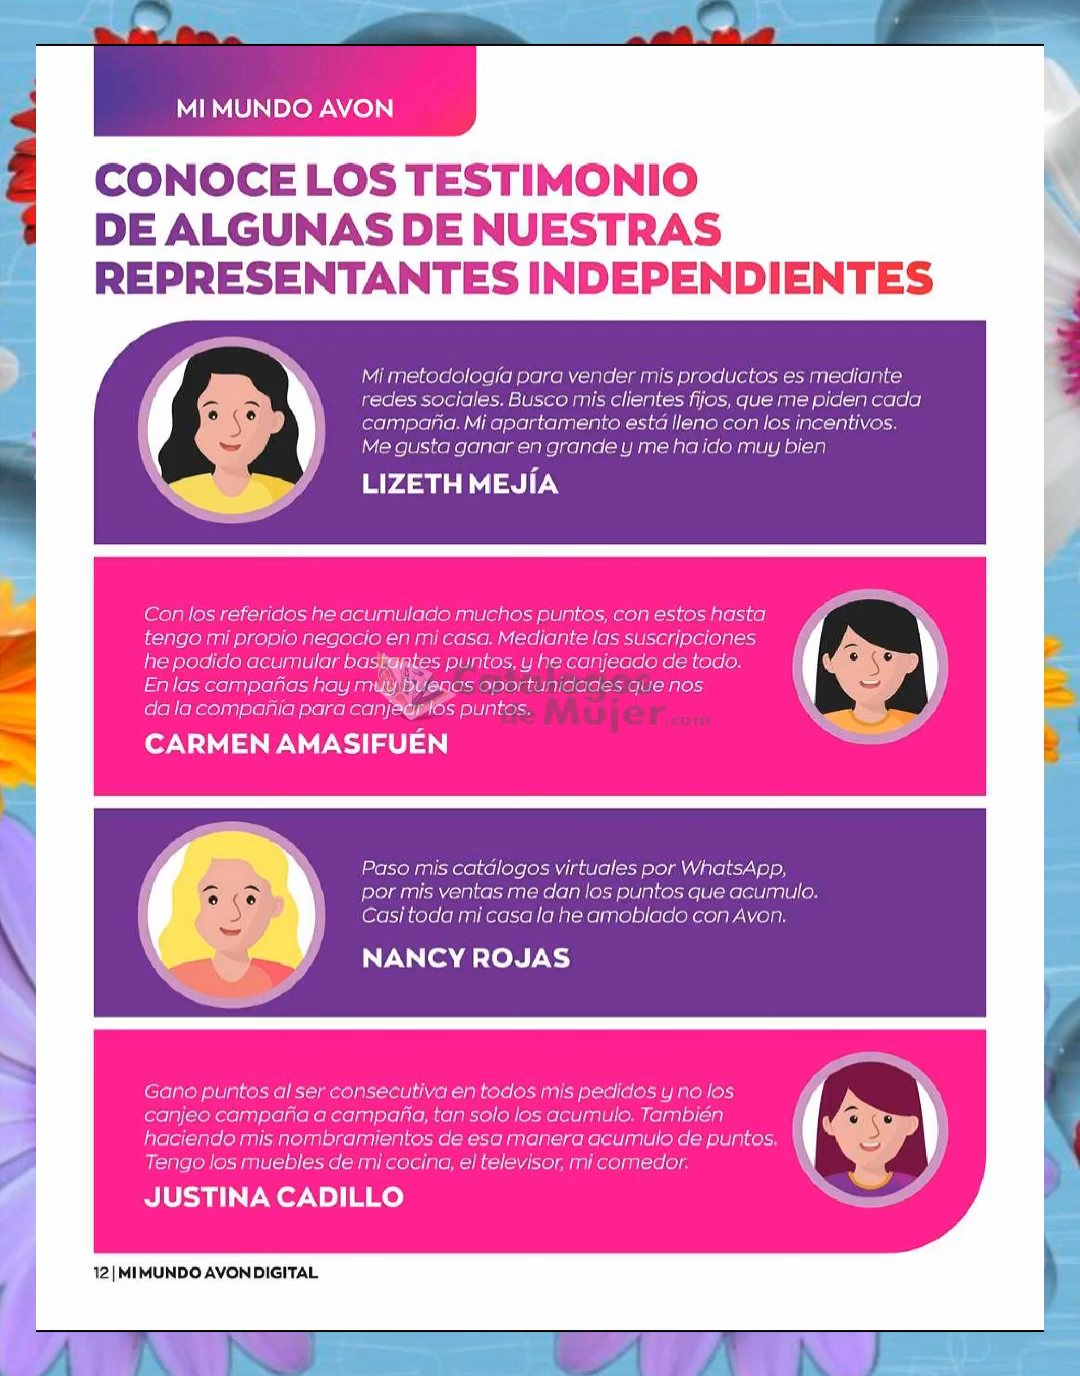 MI MUNDO AVON
CONOCE LOS TESTIMONIO
DE ALGUNAS DE NUESTRAS
REPRESENTANTES INDEPENDIENTES
Mi metodología para vender mis productos es mediante
redes sociales. Busco mis clientes fijos, que me piden cada
campaña. Mi apartamento está lleno con los incentivos.
Me gusta ganar en grande y me ha ido muy bien
LIZETH MEJÍA
Con los referidos he acumulado muchos puntos, con estos hasta
tengo mi propio negocio en mi casa. Mediante las suscripciones
he podido acumular bastantes puntos, y he canjeado de todo.
En las campañas hay muy buenas oportunidades que nos
da la compañía para canjear los puntos.
Catálagos
de Mujer.com
CARMEN AMASIFUÉN
Paso mis catálogos virtuales por WhatsApp,
por mis ventas me dan los puntos que acumulo.
Casi toda mi casa la he amoblado con Avon.
NANCY ROJAS
Gano puntos al ser consecutiva en todos mis pedidos y no los
canjeo campaña a campaña, tan solo los acumulo. También
haciendo mis nombramientos de esa manera acumulo de puntos.
Tengo los muebles de mi cocina, el televisor, mi comedor.
JUSTINA CADILLO
12 | MI MUNDO AVON DIGITAL